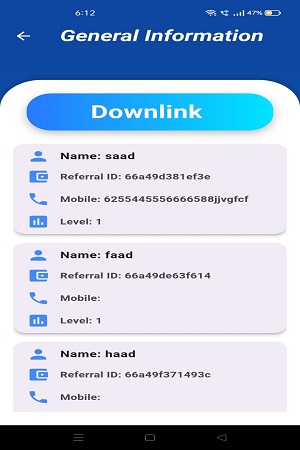 6:12 47%
General Information
Downlink
Name: saad
Referral ID: 66a49d381ef3e
Mobile: 6255445556666588jjvgfcf
Level: 1
Name: faad
Referral ID: 66a49de63f614
Mobile:
Level: 1
Name: haad
Referral ID: 66a49f371493c
Mobile: